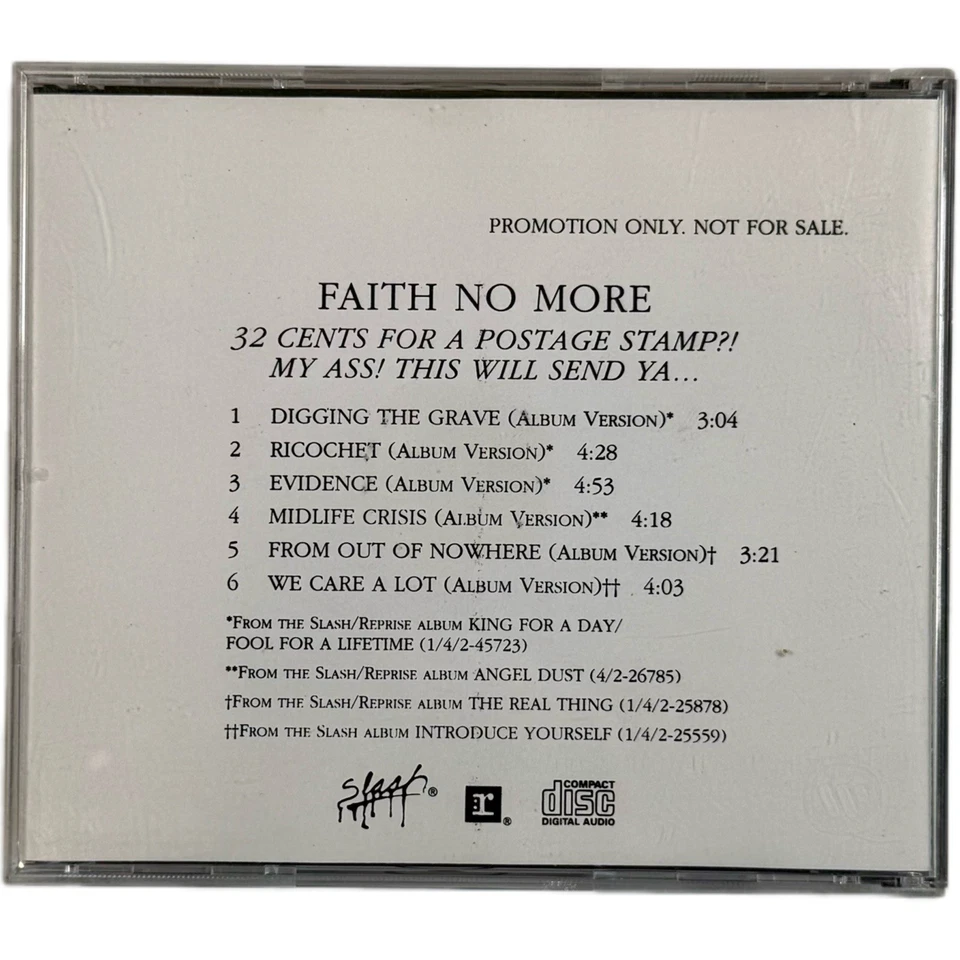 PROMOTION ONLY. NOT FOR SALE.
FAITH NO MORE
32 CENTS FOR A POSTAGE STAMP?!
MY ASS! THIS WILL SEND YA...
1 DIGGING THE GRAVE (ALBUM VERSION)* 3:04
2 RICOCHET (ALBUM VERSION)* 4:28
3 EVIDENCE (ALBUM VERSION)* 4:53
4 MIDLIFE CRISIS (ALBUM VERSION)** 4:18
5 FROM OUT OF NOWHERE (ALBUM VERSION)† 3:21
6 WE CARE A LOT (ALBUM VERSION)†† 4:03
*FROM THE SLASH/REPRISE ALBUM KING FOR A DAY/
FOOL FOR A LIFETIME (1/4/2-45723)
**FROM THE SLASH/REPRISE ALBUM ANGEL DUST (4/2-26785)
†FROM THE SLASH/REPRISE ALBUM THE REAL THING (1/4/2-25878)
††FROM THE SLASH ALBUM INTRODUCE YOURSELF (1/4/2-25559)
slash® r® COMPACT disc DIGITAL AUDIO